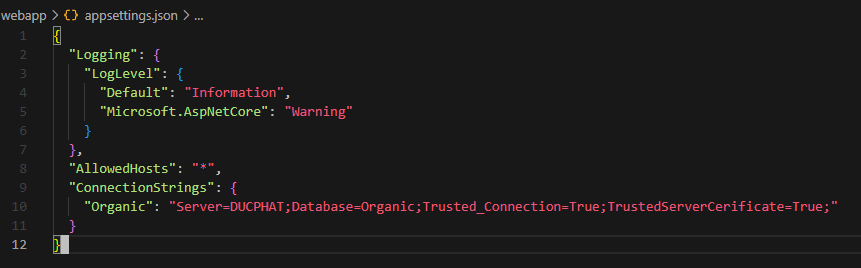 webapp > {} appsettings.json > ...
1 {
2   "Logging": {
3     "LogLevel": {
4       "Default": "Information",
5       "Microsoft.AspNetCore": "Warning"
6     }
7   },
8   "AllowedHosts": "*",
9   "ConnectionStrings": {
10     "Organic": "Server=DUCPHAT;Database=Organic;Trusted_Connection=True;TrustedServerCerificate=True;"
11   }
12 }